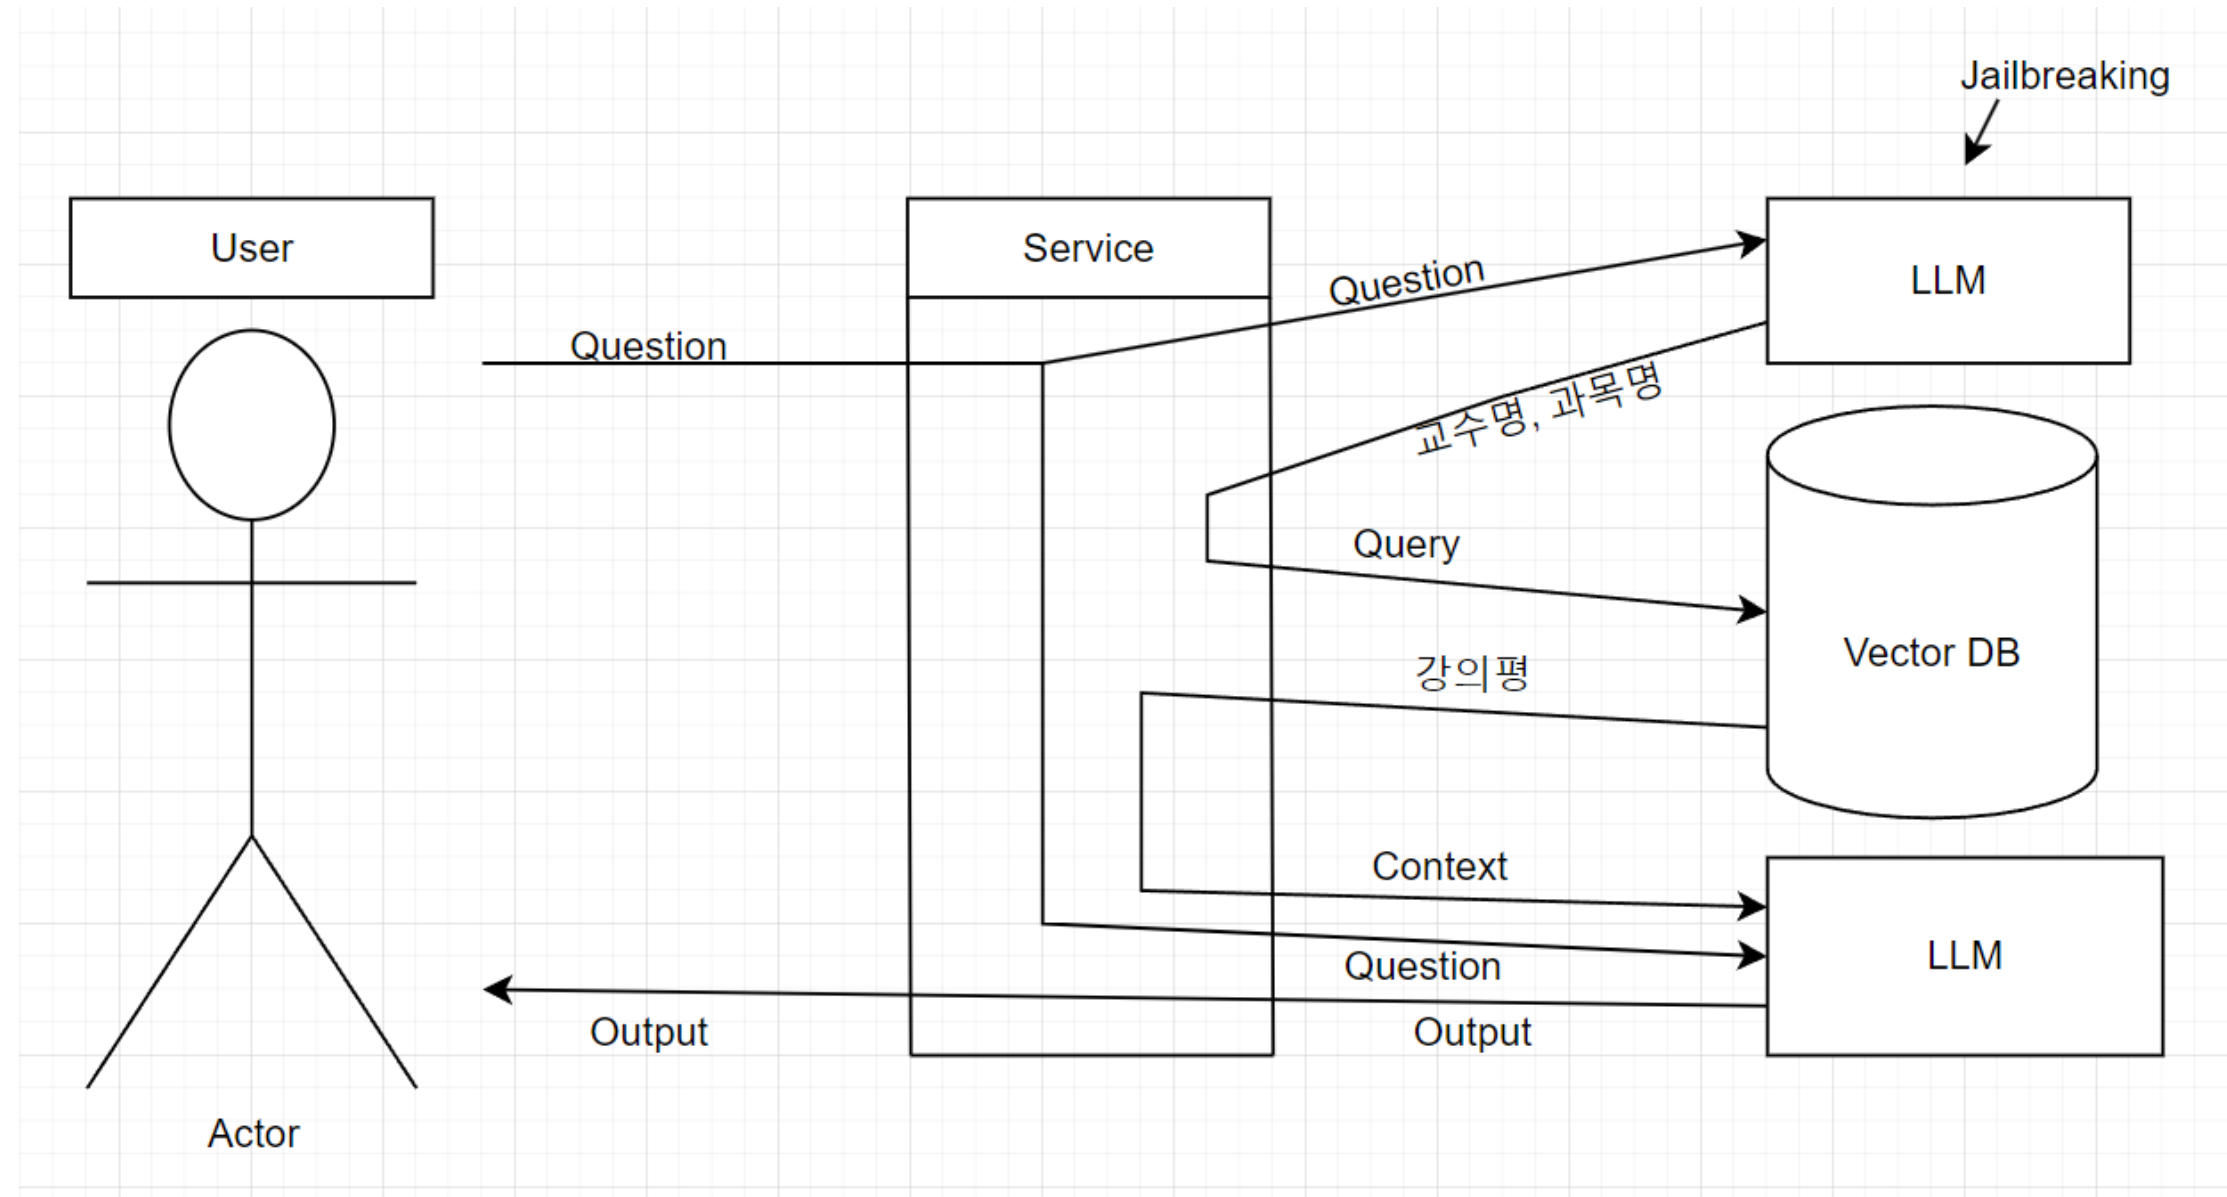 Jailbreaking
User
Service
LLM
Question
Question
교수명, 과목명
Query
Vector DB
강의평
Context
Question
LLM
Output
Output
Actor